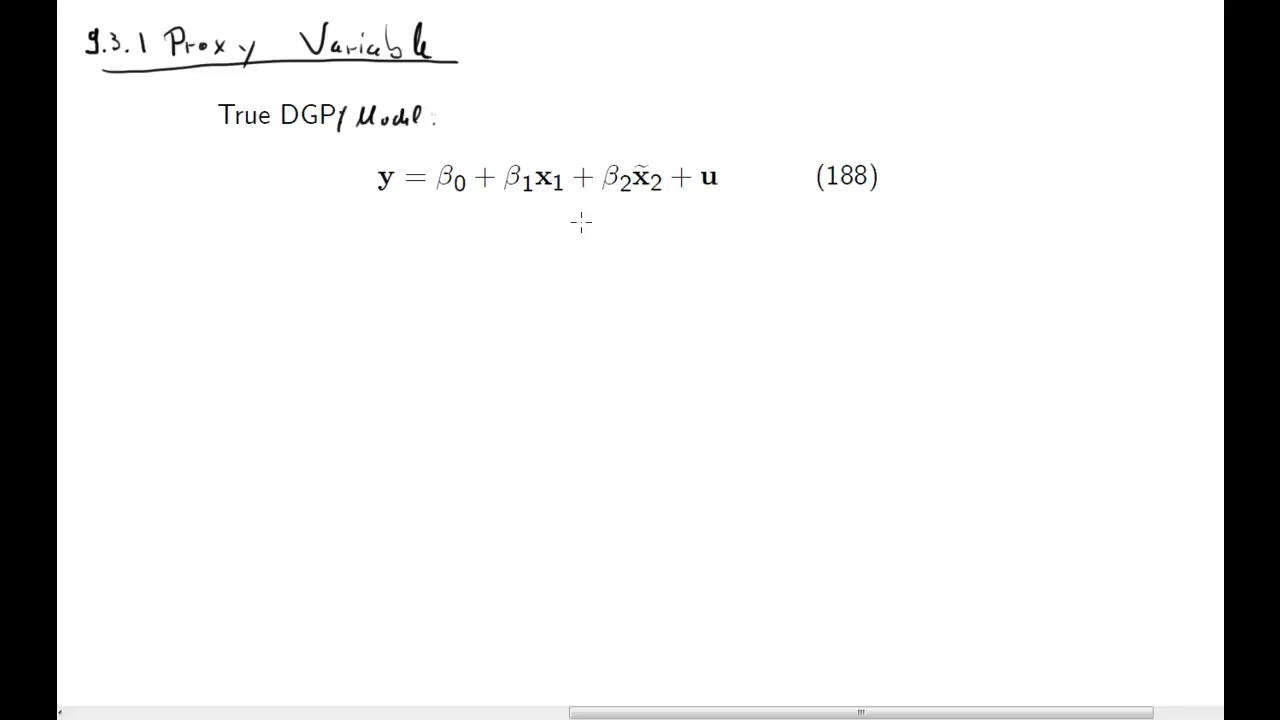 9.3.1 Proxy Variable
True DGP/ Model:
y = β₀ + β₁x₁ + β₂x̃₂ + u (188)